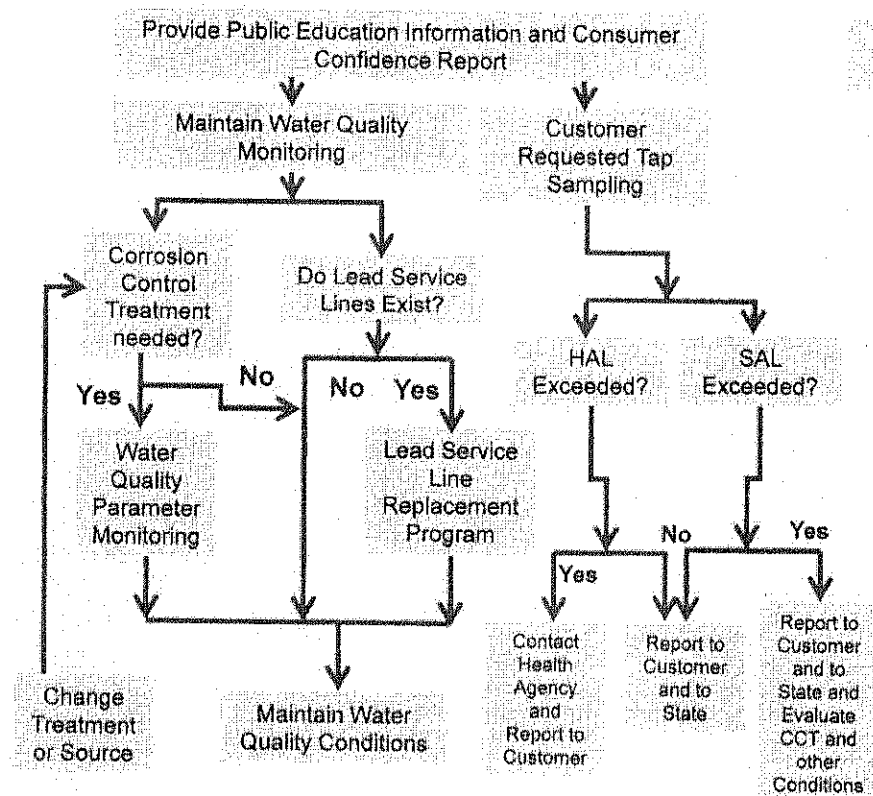 Provide Public Education Information and Consumer
Confidence Report
Maintain Water Quality
Monitoring
Customer
Requested Tap
Sampling
Corrosion
Control
Treatment
needed?
Do Lead Service
Lines Exist?
HAL
Exceeded?
SAL
Exceeded?
Yes
No
No
Yes
Water
Quality
Parameter
Monitoring
Lead Service
Line
Replacement
Program
Yes
No
Yes
Contact
Health
Agency
and
Report to
Customer
Report to
Customer
and to
State
Report to
Customer
and to
State and
Evaluate
CCT and
other
Conditions
Change
Treatment
or Source
Maintain Water
Quality Conditions